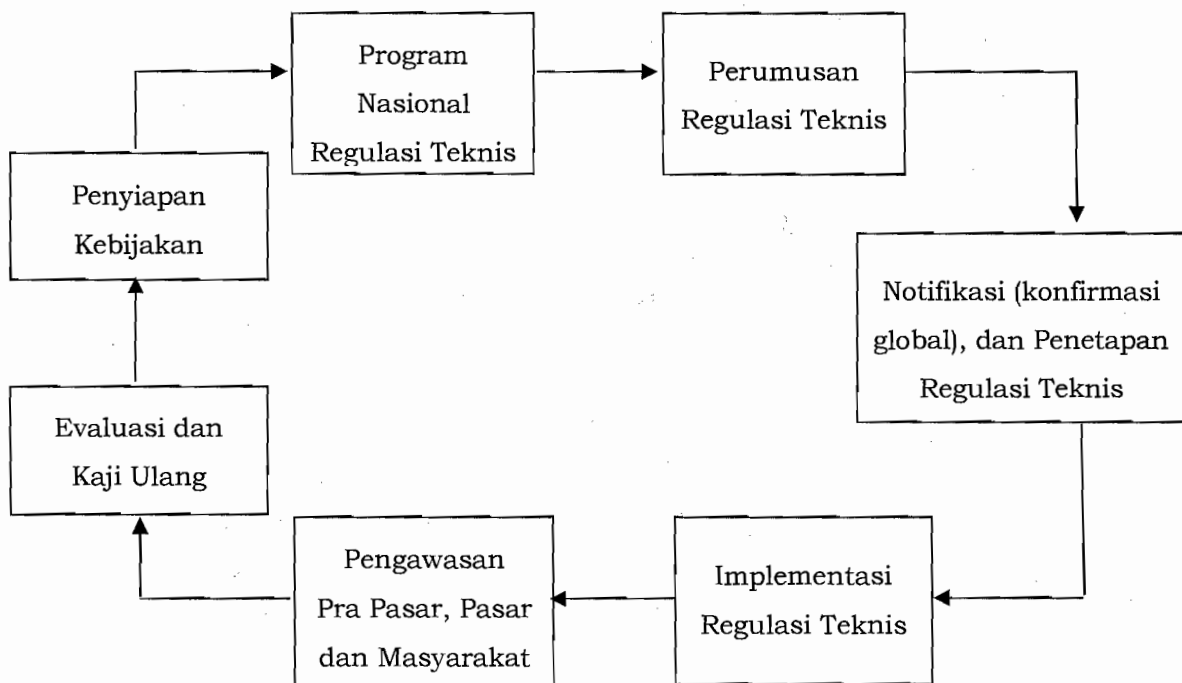 Program
Nasional
Regulasi Teknis
Perumusan
Regulasi Teknis
Penyiapan
Kebijakan
Notifikasi (konfirmasi
global), dan Penetapan
Regulasi Teknis
Evaluasi dan
Kaji Ulang
Pengawasan
Pra Pasar, Pasar
dan Masyarakat
Implementasi
Regulasi Teknis